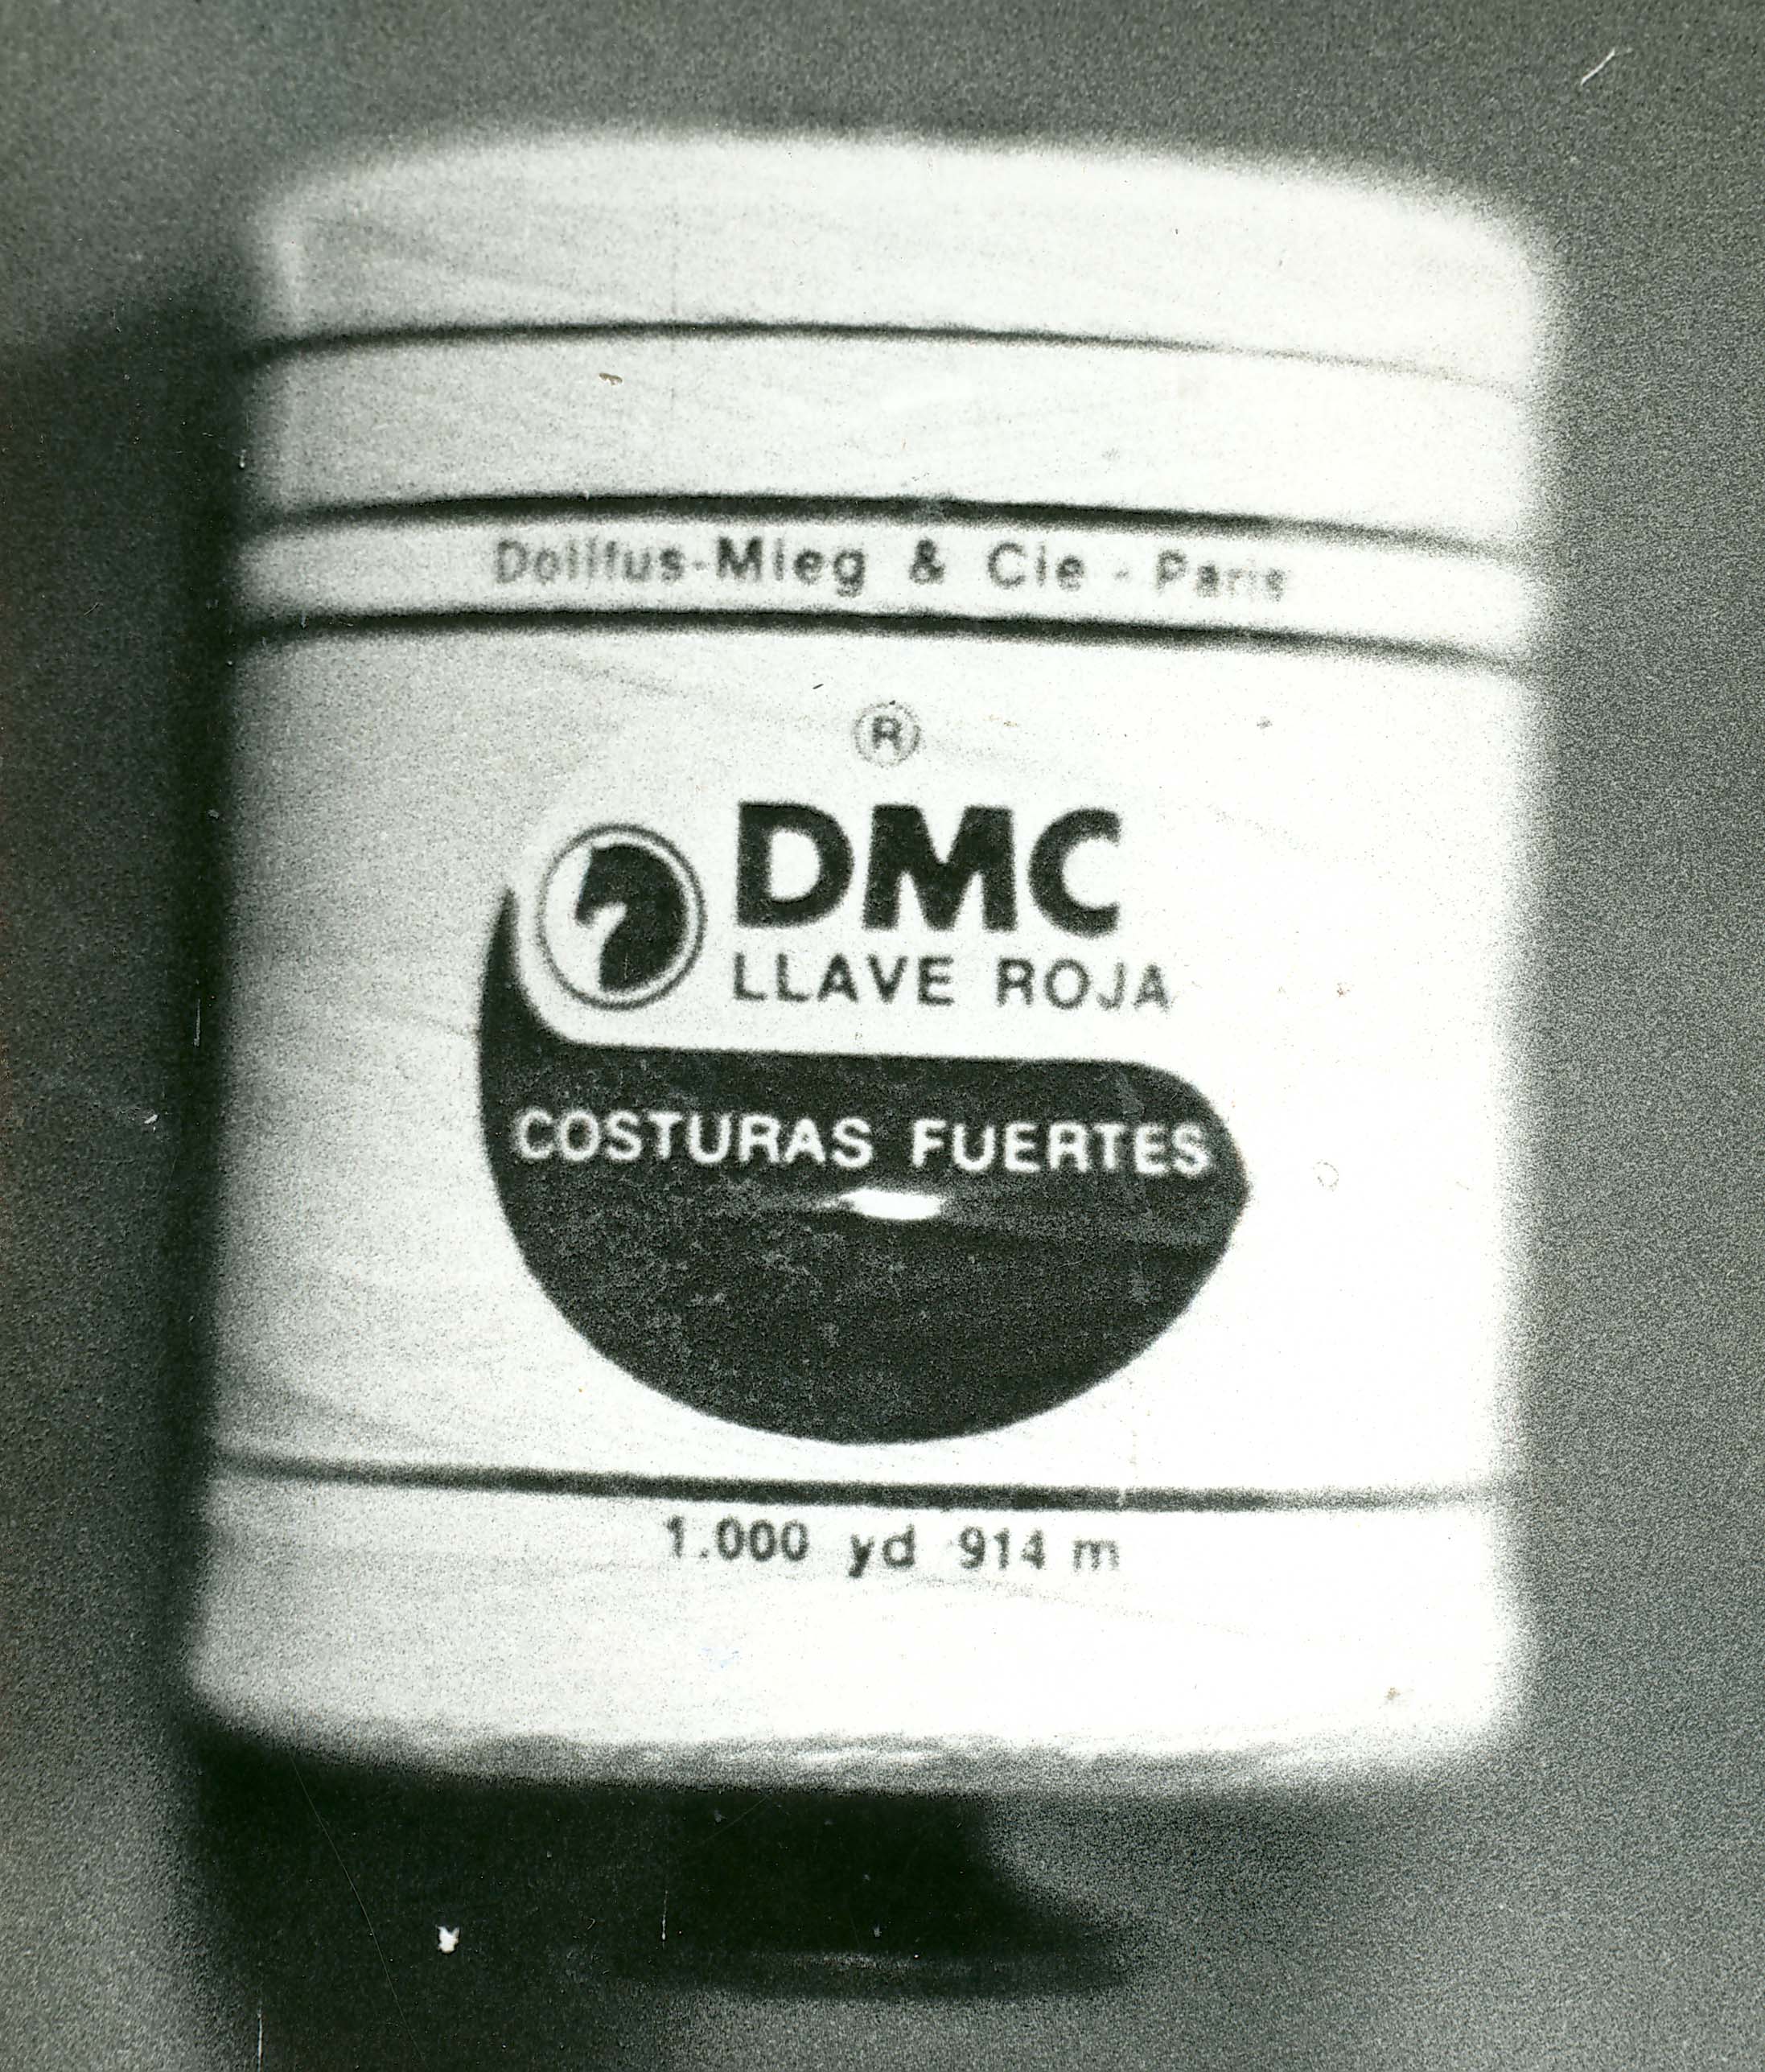 Dollfus-Mieg & Cie - Paris
®
DMC
LLAVE ROJA
COSTURAS FUERTES
1.000 yd 914 m